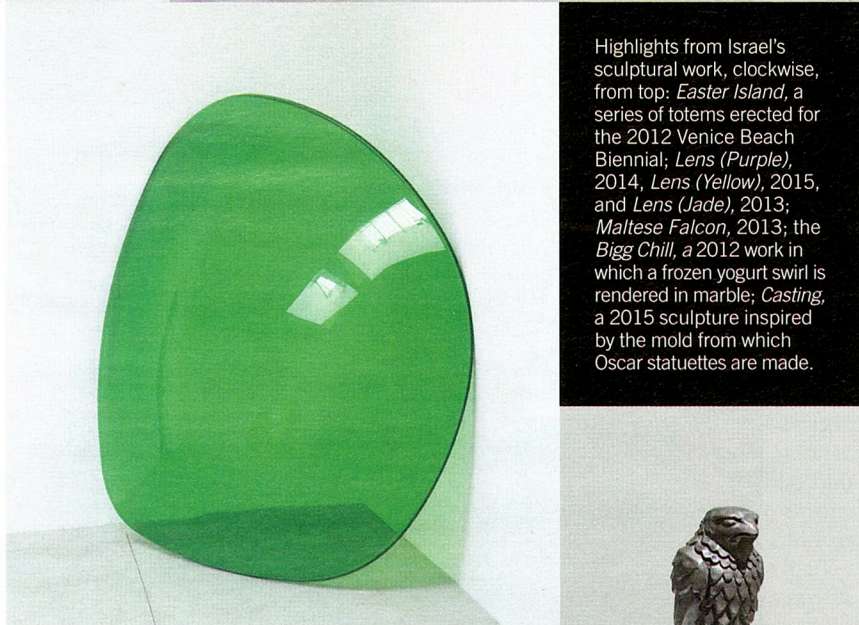 Highlights from Israel's
sculptural work, clockwise,
from top: Easter Island, a
series of totems erected for
the 2012 Venice Beach
Biennial; Lens (Purple),
2014, Lens (Yellow), 2015,
and Lens (Jade), 2013;
Maltese Falcon, 2013; the
Bigg Chill, a 2012 work in
which a frozen yogurt swirl is
rendered in marble; Casting,
a 2015 sculpture inspired
by the mold from which
Oscar statuettes are made.